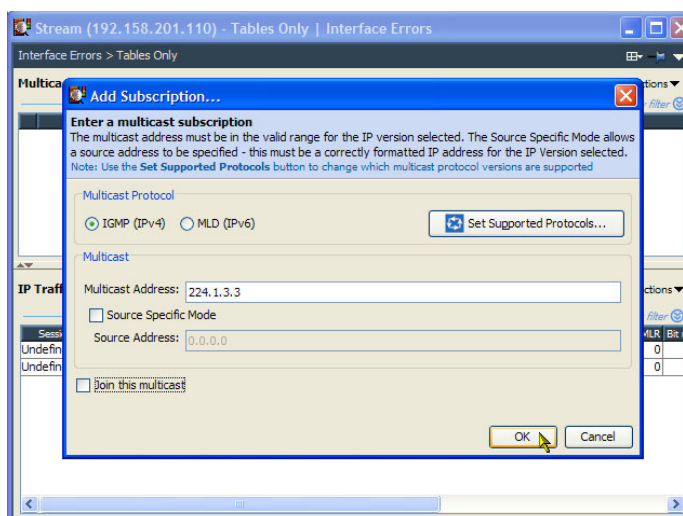 Stream (192.158.201.110) - Tables Only | Interface Errors
Interface Errors > Tables Only
Multica
tions
filter
Add Subscription...
Enter a multicast subscription
The multicast address must be in the valid range for the IP version selected. The Source Specific Mode allows
a source address to be specified - this must be a correctly formatted IP address for the IP Version selected.
Note: Use the Set Supported Protocols button to change which multicast protocol versions are supported
Multicast Protocol
IGMP (IPv4) MLD (IPv6) Set Supported Protocols...
Multicast
Multicast Address: 224.1.3.3
Source Specific Mode
Source Address: 0.0.0.0
Join this multicast
OK Cancel
IP Traff
ctions
filter
Sessi MLR Bit
Undefin 0
Undefin 0